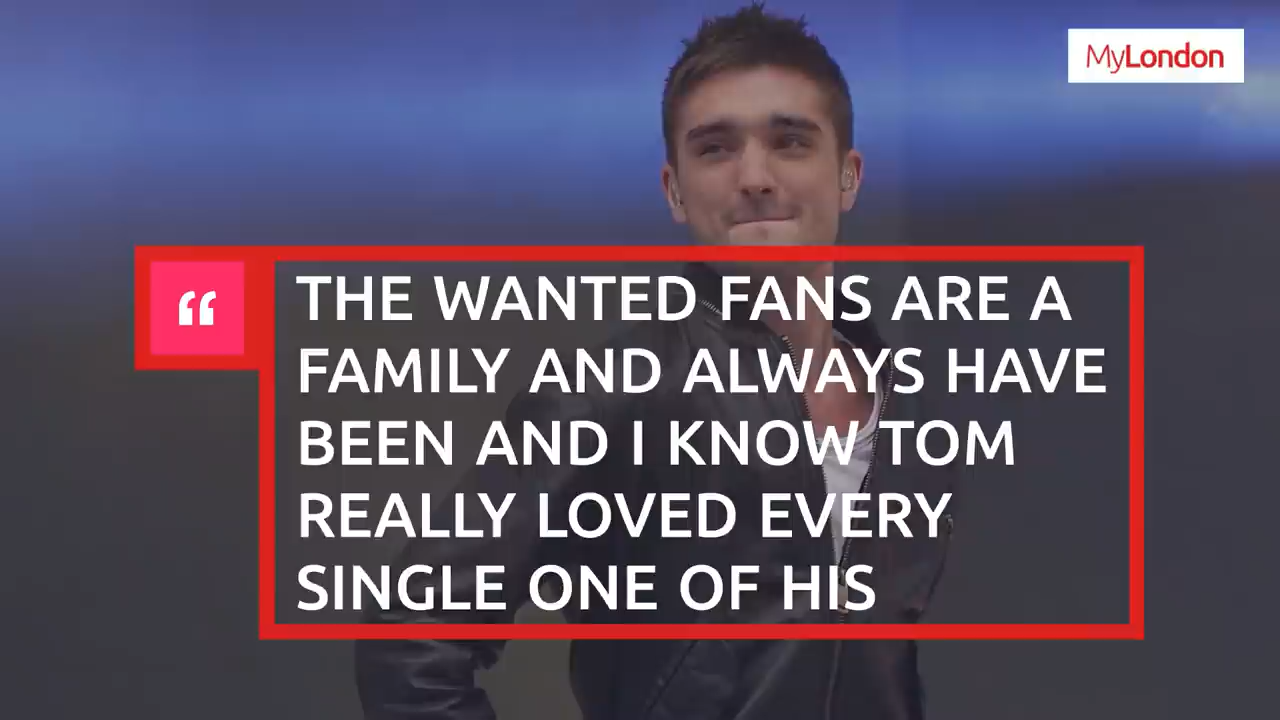 MyLondon
“
THE WANTED FANS ARE A
FAMILY AND ALWAYS HAVE
BEEN AND I KNOW TOM
REALLY LOVED EVERY
SINGLE ONE OF HIS